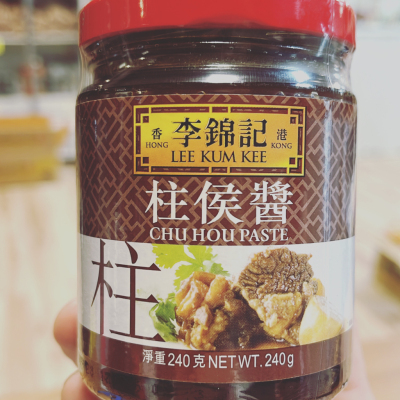 香 李錦記 港
HONG LEE KUM KEE KONG
柱侯醬
CHU HOU PASTE
柱
淨重 240 克 NET WT. 240g